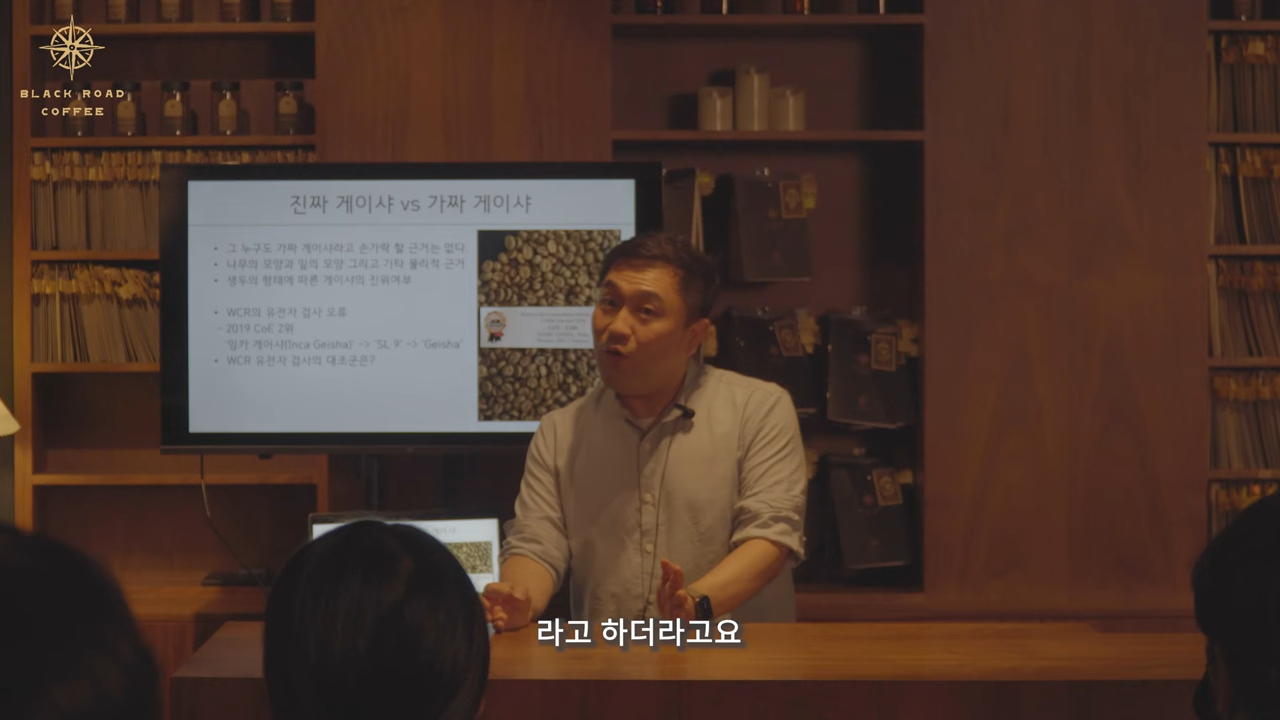 BLACK ROAD
COFFEE
진짜 게이샤 vs 가짜 게이샤
• 그 누구도 가짜 게이샤라고 손가락 할 근거는 없다.
• 나무의 모양과 잎의 모양 그리고 기타 물리적 근거
• 생두의 형태에 따른 게이샤의 진위여부
• WCR의 유전자 검사 오류
- 2019 CoE 2위
'잉카 게이샤(Inca Geisha)' -> 'SL 9' -> 'Geisha'
• WCR 유전자 검사의 대조군은?
라고 하더라고요